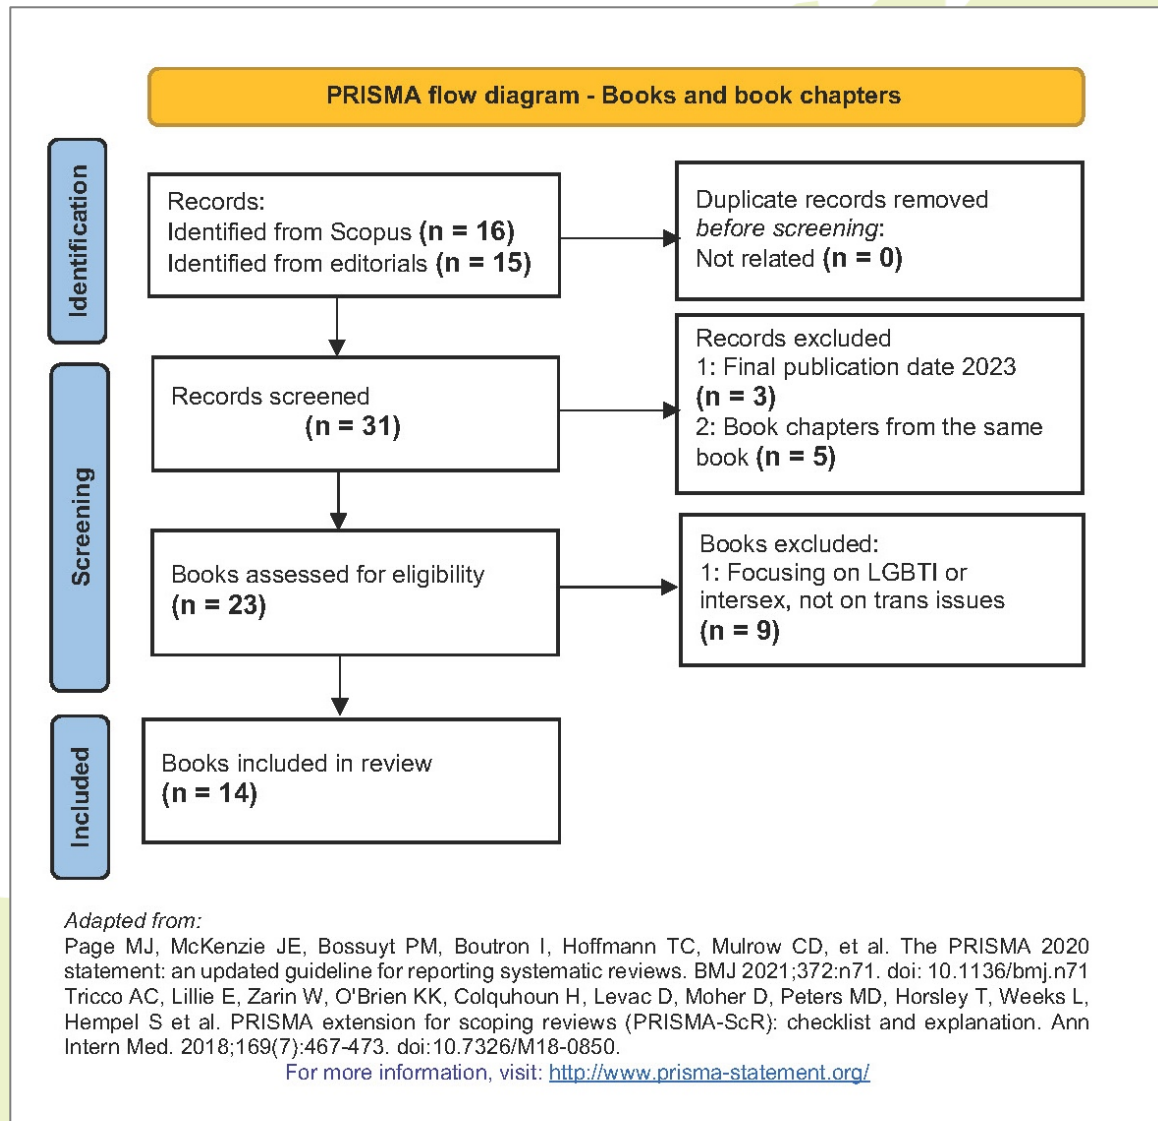 PRISMA flow diagram - Books and book chapters
Identification
Records:
Identified from Scopus (n = 16)
Identified from editorials (n = 15)
Duplicate records removed
before screening:
Not related (n = 0)
Screening
Records screened
(n = 31)
Records excluded
1: Final publication date 2023
(n = 3)
2: Book chapters from the same
book (n = 5)
Books assessed for eligibility
(n = 23)
Books excluded:
1: Focusing on LGBTI or
intersex, not on trans issues
(n = 9)
Included
Books included in review
(n = 14)
Adapted from:
Page MJ, McKenzie JE, Bossuyt PM, Boutron I, Hoffmann TC, Mulrow CD, et al. The PRISMA 2020
statement: an updated guideline for reporting systematic reviews. BMJ 2021;372:n71. doi: 10.1136/bmj.n71
Tricco AC, Lillie E, Zarin W, O'Brien KK, Colquhoun H, Levac D, Moher D, Peters MD, Horsley T, Weeks L,
Hempel S et al. PRISMA extension for scoping reviews (PRISMA-ScR): checklist and explanation. Ann
Intern Med. 2018;169(7):467-473. doi:10.7326/M18-0850.
For more information, visit: http://www.prisma-statement.org/